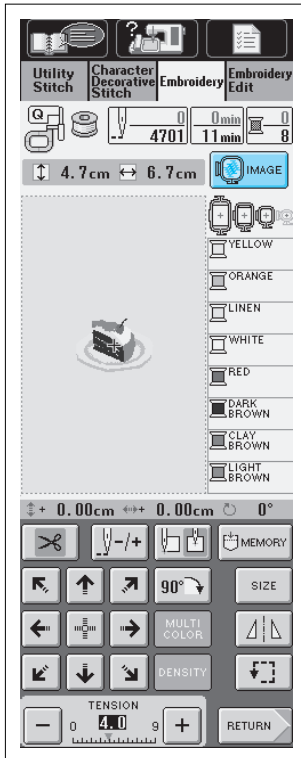 Utility Stitch
Character Decorative Stitch
Embroidery
Embroidery Edit
Q
0
4701
0min
11min
0
8
4.7cm
6.7cm
IMAGE
YELLOW
ORANGE
LINEN
WHITE
RED
DARK BROWN
CLAY BROWN
LIGHT BROWN
+ 0.00cm
+ 0.00cm
0°
-/+
MEMORY
90°
SIZE
MULTI COLOR
DENSITY
TENSION
- 0 4.0 9 +
RETURN